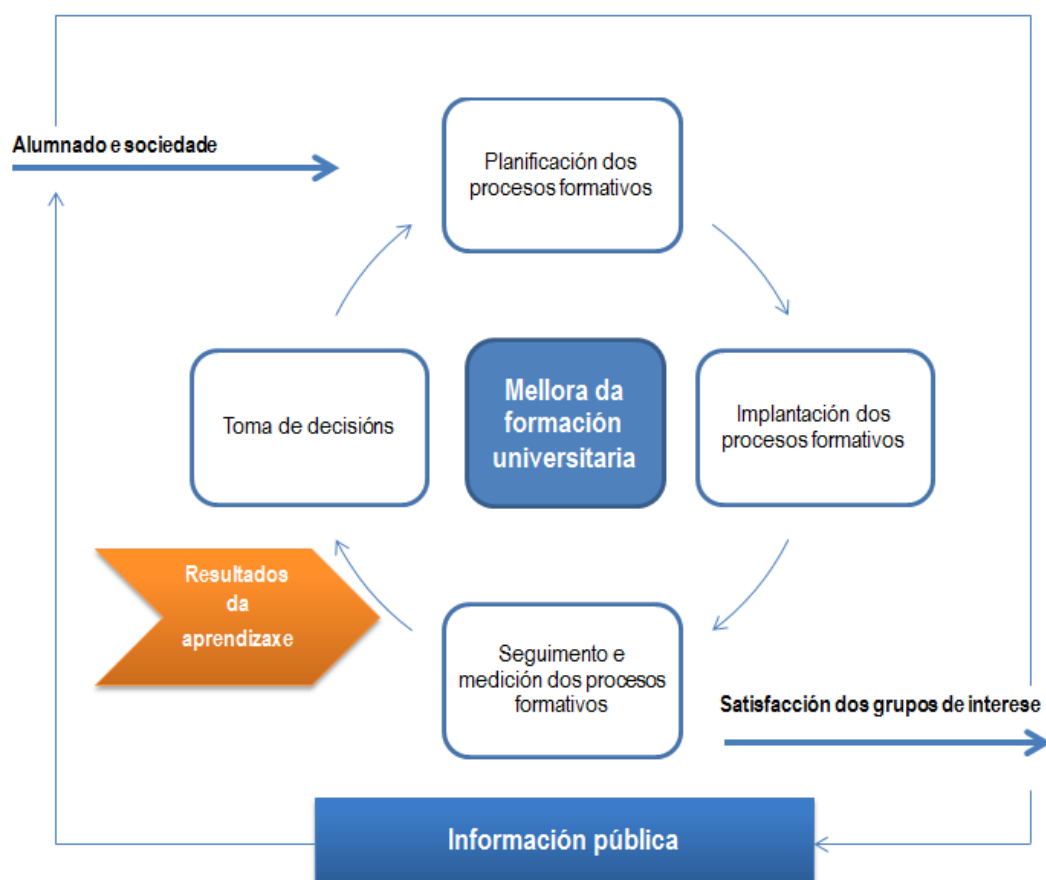 Alumnado e sociedade
Planificación dos
procesos formativos
Toma de decisións
Mellora da
formación
universitaria
Implantación dos
procesos formativos
Resultados
da
aprendizaxe
Seguimento e
medición dos procesos
formativos
Satisfacción dos grupos de interese
Información pública